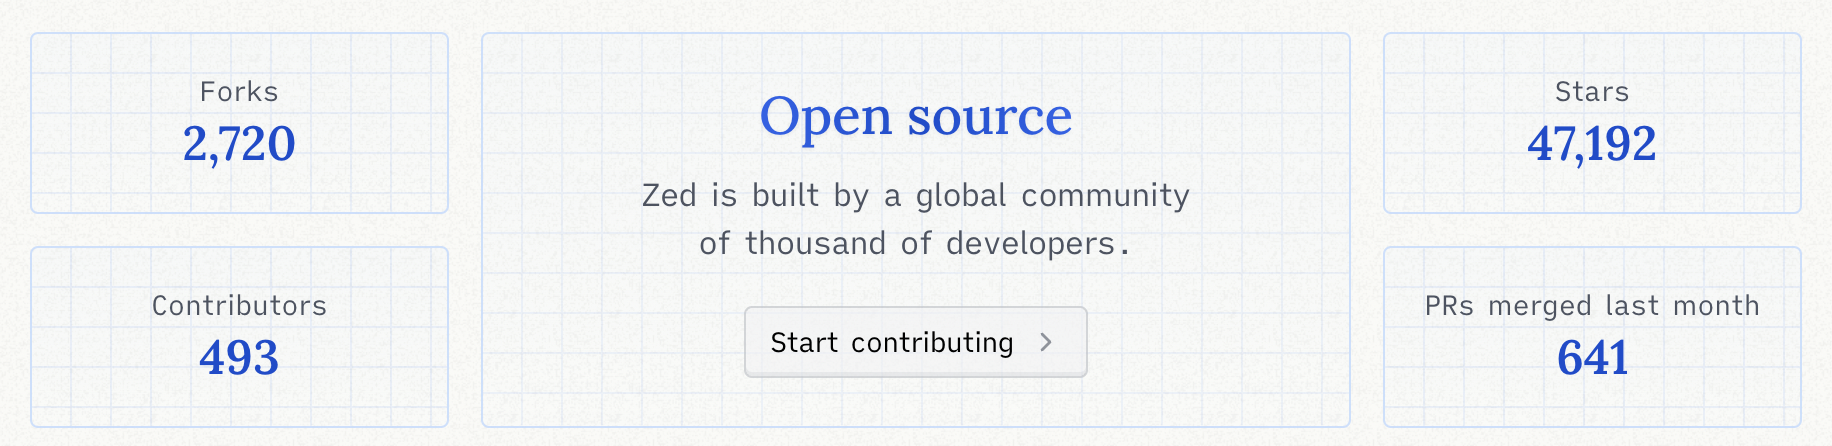 Forks
2,720
Contributors
493
Open source
Zed is built by a global community
of thousand of developers.
Start contributing
Stars
47,192
PRs merged last month
641